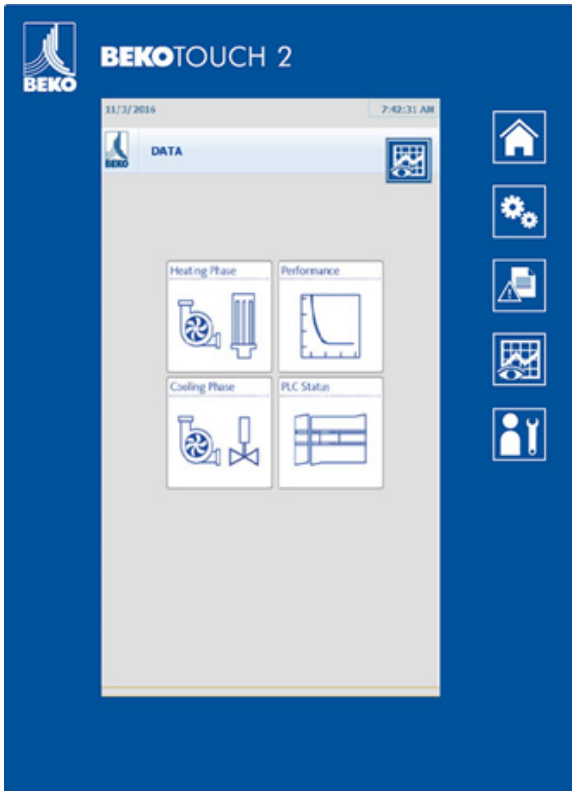 BEKO
BEKOTOUCH 2
11/3/2016 7:42:31 AM
BEKO
DATA
Heating Phase Performance
Cooling Phase PLC Status